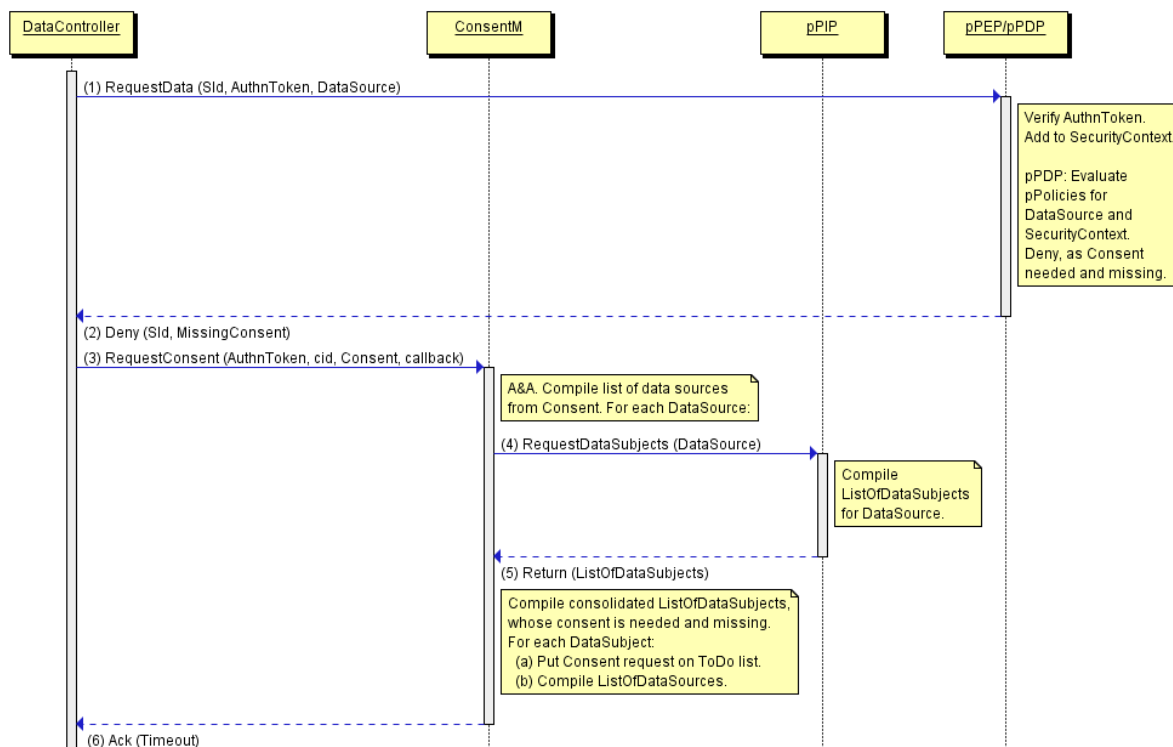 DataController
ConsentM
pPIP
pPEP/pPDP
(1) RequestData (SId, AuthnToken, DataSource)
Verify AuthnToken.
Add to SecurityContext.
pPDP: Evaluate
pPolicies for
DataSource and
SecurityContext.
Deny, as Consent
needed and missing.
(2) Deny (SId, MissingConsent)
(3) RequestConsent (AuthnToken, cid, Consent, callback)
A&A. Compile list of data sources
from Consent. For each DataSource:
(4) RequestDataSubjects (DataSource)
Compile
ListOfDataSubjects
for DataSource.
(5) Return (ListOfDataSubjects)
Compile consolidated ListOfDataSubjects,
whose consent is needed and missing.
For each DataSubject:
(a) Put Consent request on ToDo list.
(b) Compile ListOfDataSources.
(6) Ack (Timeout)